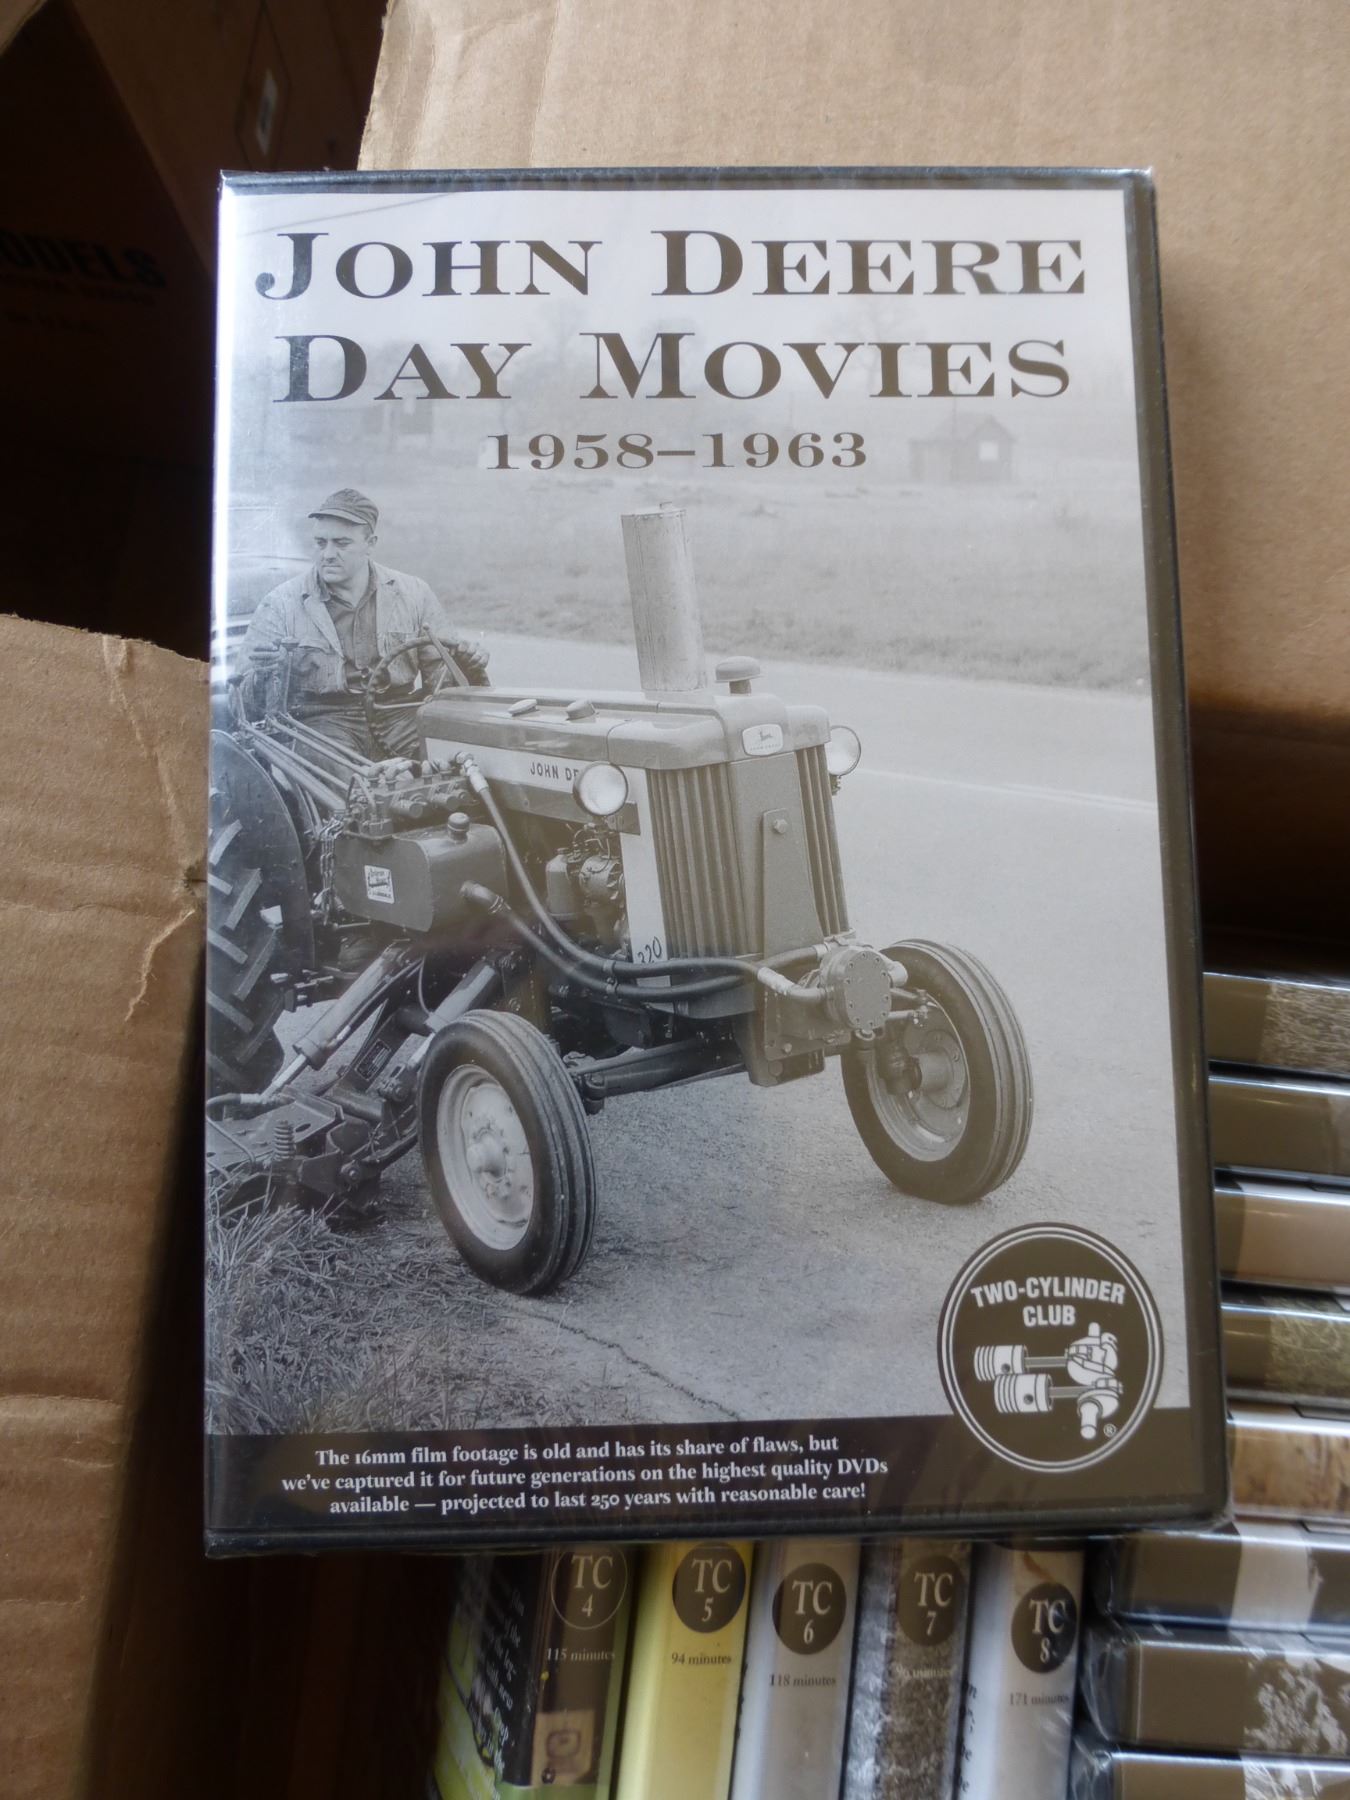 JOHN DEERE
DAY MOVIES
1958–1963
JOHN DE
320
TWO-CYLINDER
CLUB
®
The 16mm film footage is old and has its share of flaws, but
we've captured it for future generations on the highest quality DVDs
available — projected to last 250 years with reasonable care!
TC
4
115 minutes
TC
5
94 minutes
TC
6
118 minutes
TC
7
minutes
TC
8
171 minutes